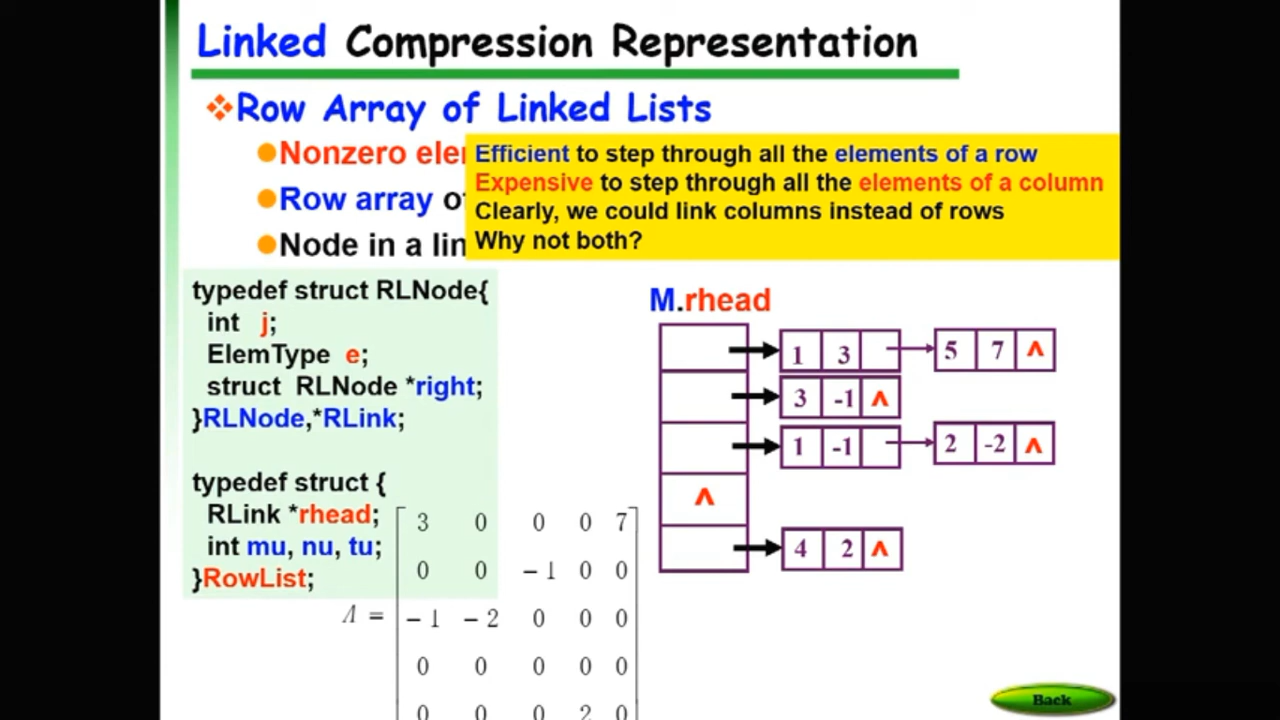 Linked Compression Representation
Row Array of Linked Lists
Nonzero
Efficient to step through all the elements of a row
Expensive to step through all the elements of a column
Clearly, we could link columns instead of rows
Why not both?
Row array
Node in a
typedef struct RLNode{
int j;
ElemType e;
struct RLNode *right;
}RLNode,*RLink;
typedef struct {
RLink *rhead;
int mu, nu, tu;
}RowList;
M.rhead
1 3 5 7 ∧
3 -1 ∧
1 -1 2 -2 ∧
∧
4 2 ∧
A =
3 0 0 0 7
0 0 -1 0 0
-1 -2 0 0 0
0 0 0 0 0
0 0 0 2 0
Back